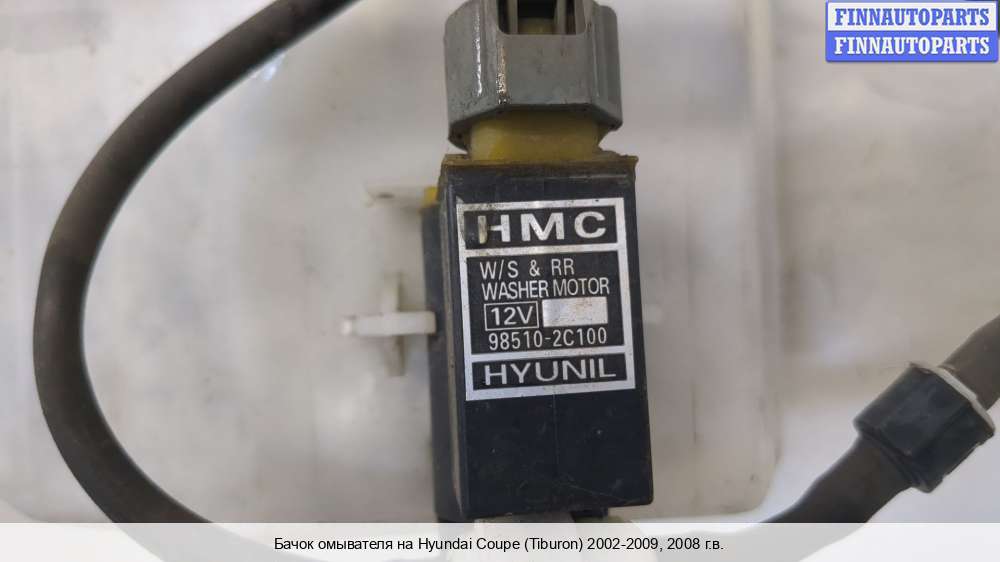 FINNAUTOPARTS
FINNAUTOPARTS
HMC
W/S & RR
WASHER MOTOR
12V
98510-2C100
HYUNIL
Бачок омывателя на Hyundai Coupe (Tiburon) 2002-2009, 2008 г.в.